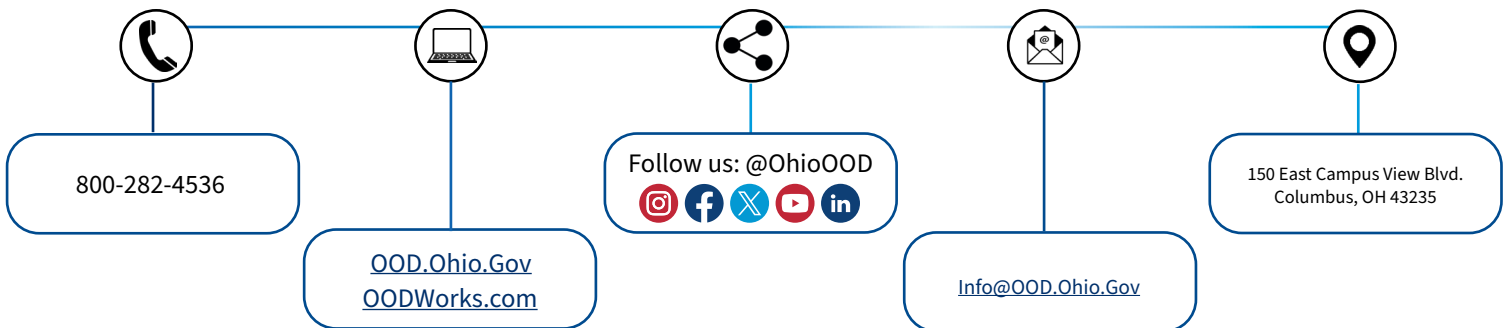 800-282-4536
OOD.Ohio.Gov
OODWorks.com
Follow us: @OhioOOD
Info@OOD.Ohio.Gov
150 East Campus View Blvd.
Columbus, OH 43235